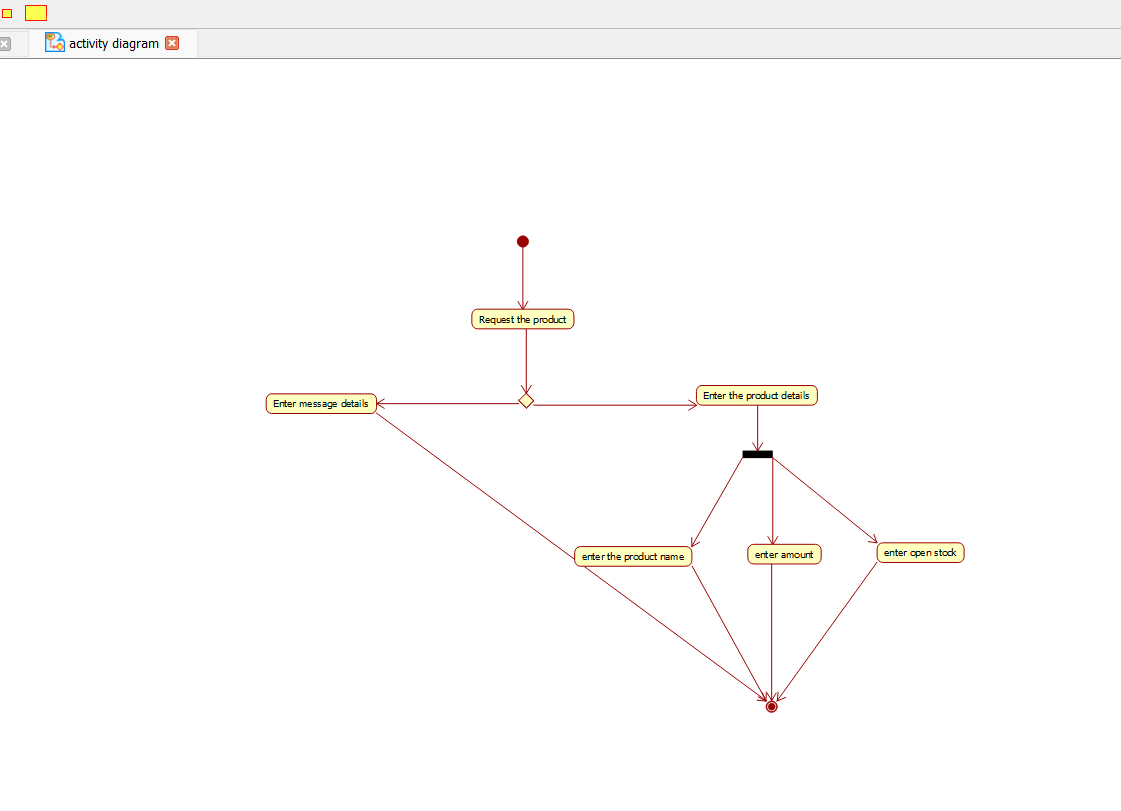 activity diagram
Request the product
Enter message details
Enter the product details
enter the product name
enter amount
enter open stock